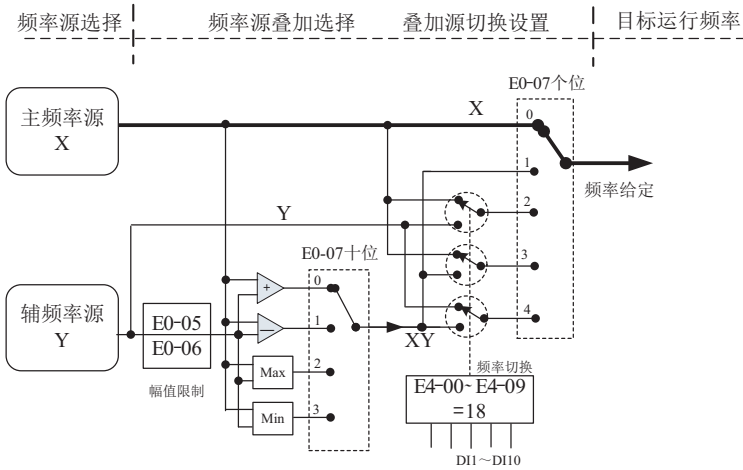 频率源选择
频率源叠加选择
叠加源切换设置
目标运行频率
E0-07个位
主频率源
X
X
0
1
频率给定
2
Y
E0-07十位
3
辅频率源
Y
E0-05
E0-06
幅值限制
+
—
Max
Min
0
1
2
3
XY
4
频率切换
E4-00~E4-09
=18
DI1～DI10